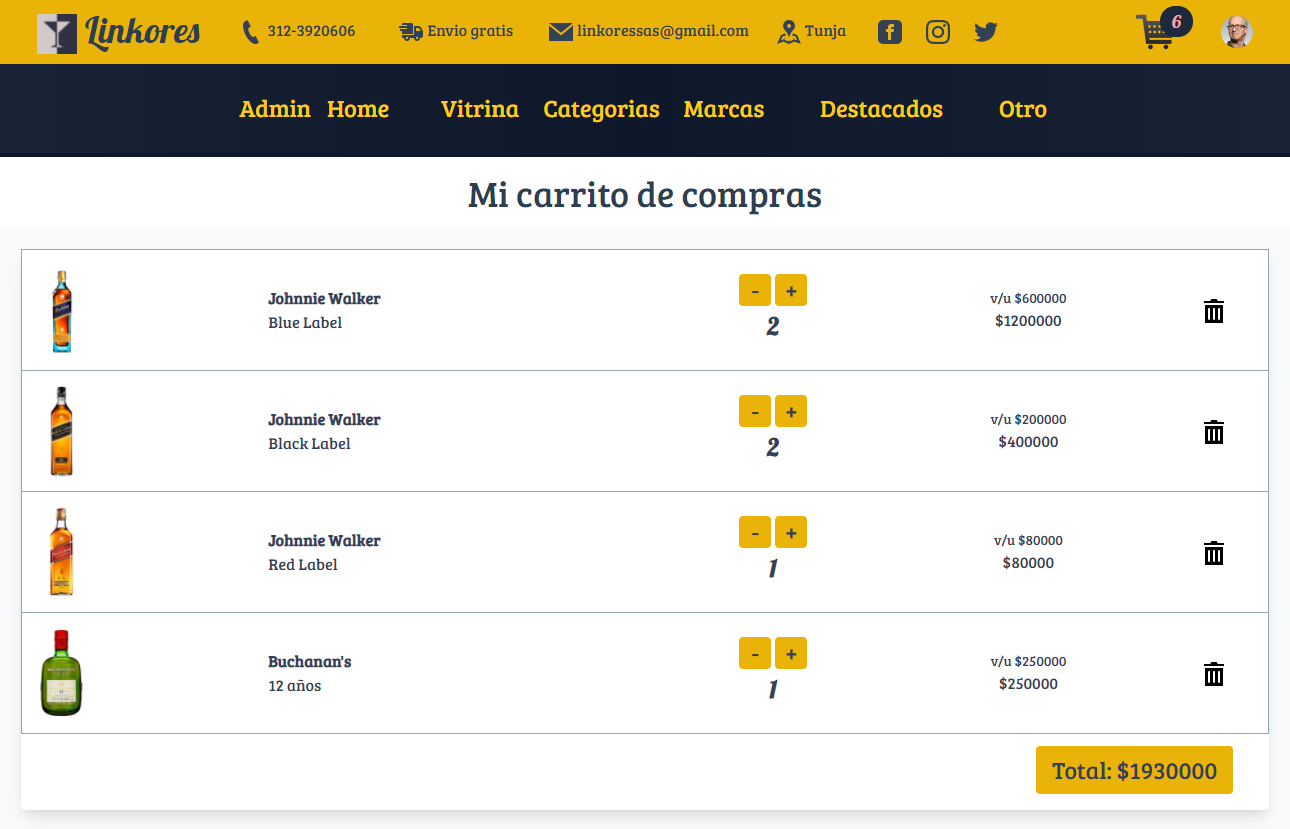 Linkores 312-3920606 Envio gratis linkoressas@gmail.com Tunja 6
Admin Home Vitrina Categorias Marcas Destacados Otro
Mi carrito de compras
Johnnie Walker
Blue Label
- +
2
v/u $600000
$1200000
Johnnie Walker
Black Label
- +
2
v/u $200000
$400000
Johnnie Walker
Red Label
- +
1
v/u $80000
$80000
Buchanan's
12 años
- +
1
v/u $250000
$250000
Total: $1930000